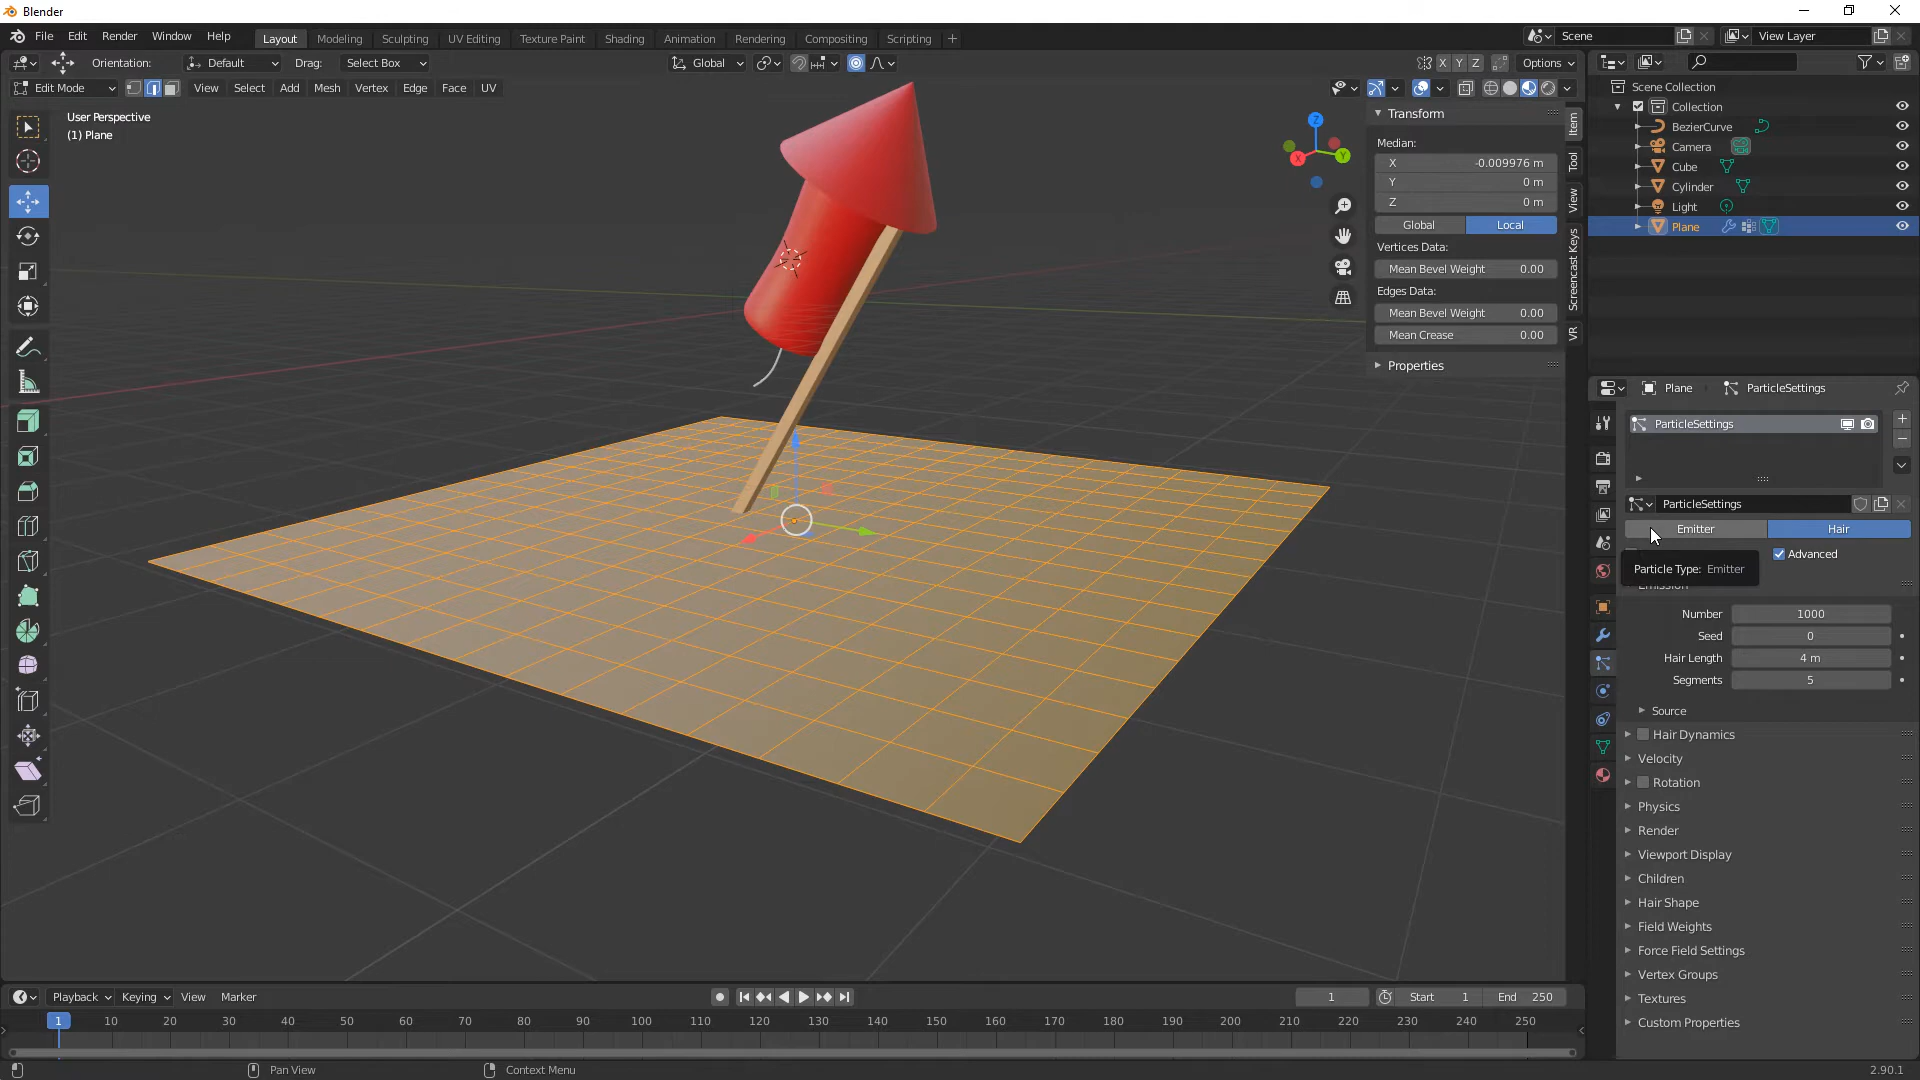 Blender
File Edit Render Window Help
Layout Modeling Sculpting UV Editing Texture Paint Shading Animation Rendering Compositing Scripting +
Scene
View Layer
Orientation: Default Drag: Select Box
Global
X Y Z Options
Edit Mode View Select Add Mesh Vertex Edge Face UV
User Perspective
(1) Plane
Z
X Y
Transform
Median:
X -0.009976 m
Y 0 m
Z 0 m
Global Local
Vertices Data:
Mean Bevel Weight 0.00
Edges Data:
Mean Bevel Weight 0.00
Mean Crease 0.00
Properties
Item
Tool
View
Screencast Keys
VR
Scene Collection
Collection
BezierCurve
Camera
Cube
Cylinder
Light
Plane
Plane ParticleSettings
ParticleSettings
ParticleSettings
Emitter Hair
Advanced
Particle Type: Emitter
Emission
Number 1000
Seed 0
Hair Length 4 m
Segments 5
Source
Hair Dynamics
Velocity
Rotation
Physics
Render
Viewport Display
Children
Hair Shape
Field Weights
Force Field Settings
Vertex Groups
Textures
Custom Properties
Playback Keying View Marker
1 Start 1 End 250
1 10 20 30 40 50 60 70 80 90 100 110 120 130 140 150 160 170 180 190 200 210 220 230 240 250
Pan View Context Menu 2.90.1